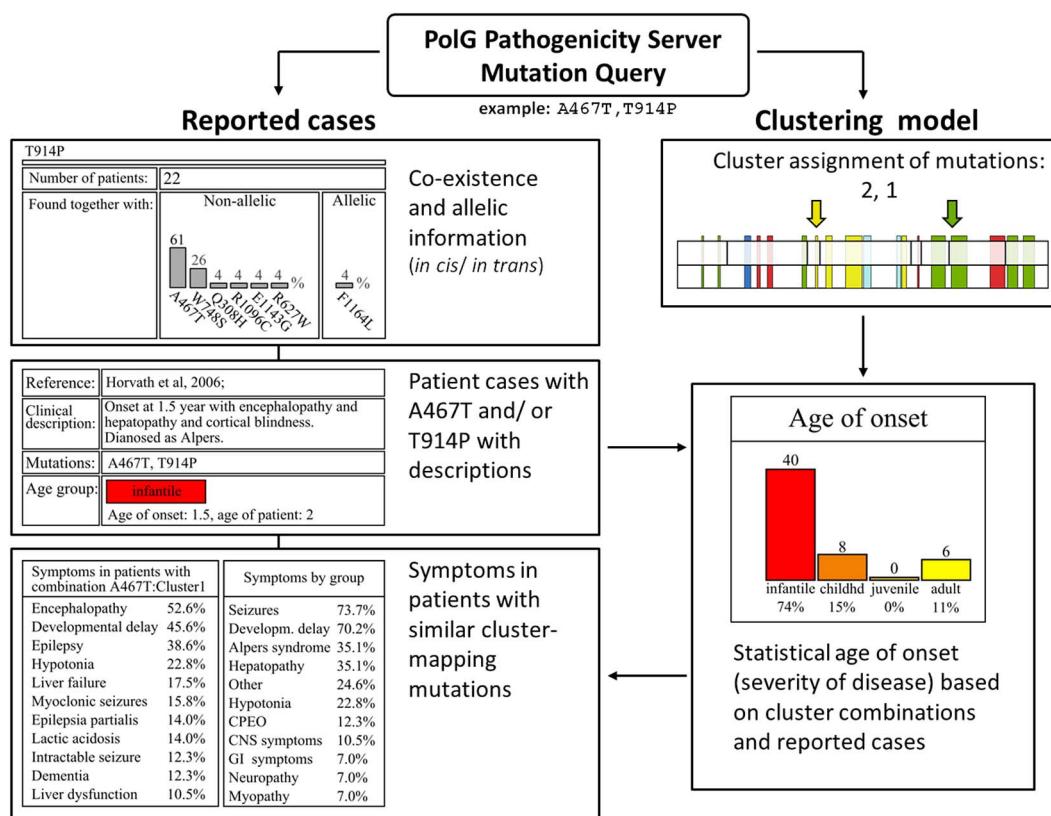 PolG Pathogenicity Server
Mutation Query
example: A467T,T914P
Reported cases
T914P
Number of patients: 22
Found together with:
Non-allelic
Allelic
61
26
4
4
4
4
%
A467T
W748S
Q308H
R1096C
E1143G
R627W
4
%
F1164L
Co-existence
and allelic
information
(in cis/ in trans)
Reference: Horvath et al, 2006;
Clinical
description:
Onset at 1.5 year with encephalopathy and
hepatopathy and cortical blindness.
Dianosed as Alpers.
Mutations: A467T, T914P
Age group:
infantile
Age of onset: 1.5, age of patient: 2
Patient cases with
A467T and/ or
T914P with
descriptions
Symptoms in patients with
combination A467T:Cluster1
Encephalopathy 52.6%
Developmental delay 45.6%
Epilepsy 38.6%
Hypotonia 22.8%
Liver failure 17.5%
Myoclonic seizures 15.8%
Epilepsia partialis 14.0%
Lactic acidosis 14.0%
Intractable seizure 12.3%
Dementia 12.3%
Liver dysfunction 10.5%
Symptoms by group
Seizures 73.7%
Developm. delay 70.2%
Alpers syndrome 35.1%
Hepatopathy 35.1%
Other 24.6%
Hypotonia 22.8%
CPEO 12.3%
CNS symptoms 10.5%
GI symptoms 7.0%
Neuropathy 7.0%
Myopathy 7.0%
Symptoms in
patients with
similar cluster-
mapping
mutations
Clustering model
Cluster assignment of mutations:
2, 1
Age of onset
40
8
0
6
infantile childhd juvenile adult
74% 15% 0% 11%
Statistical age of onset
(severity of disease) based
on cluster combinations
and reported cases